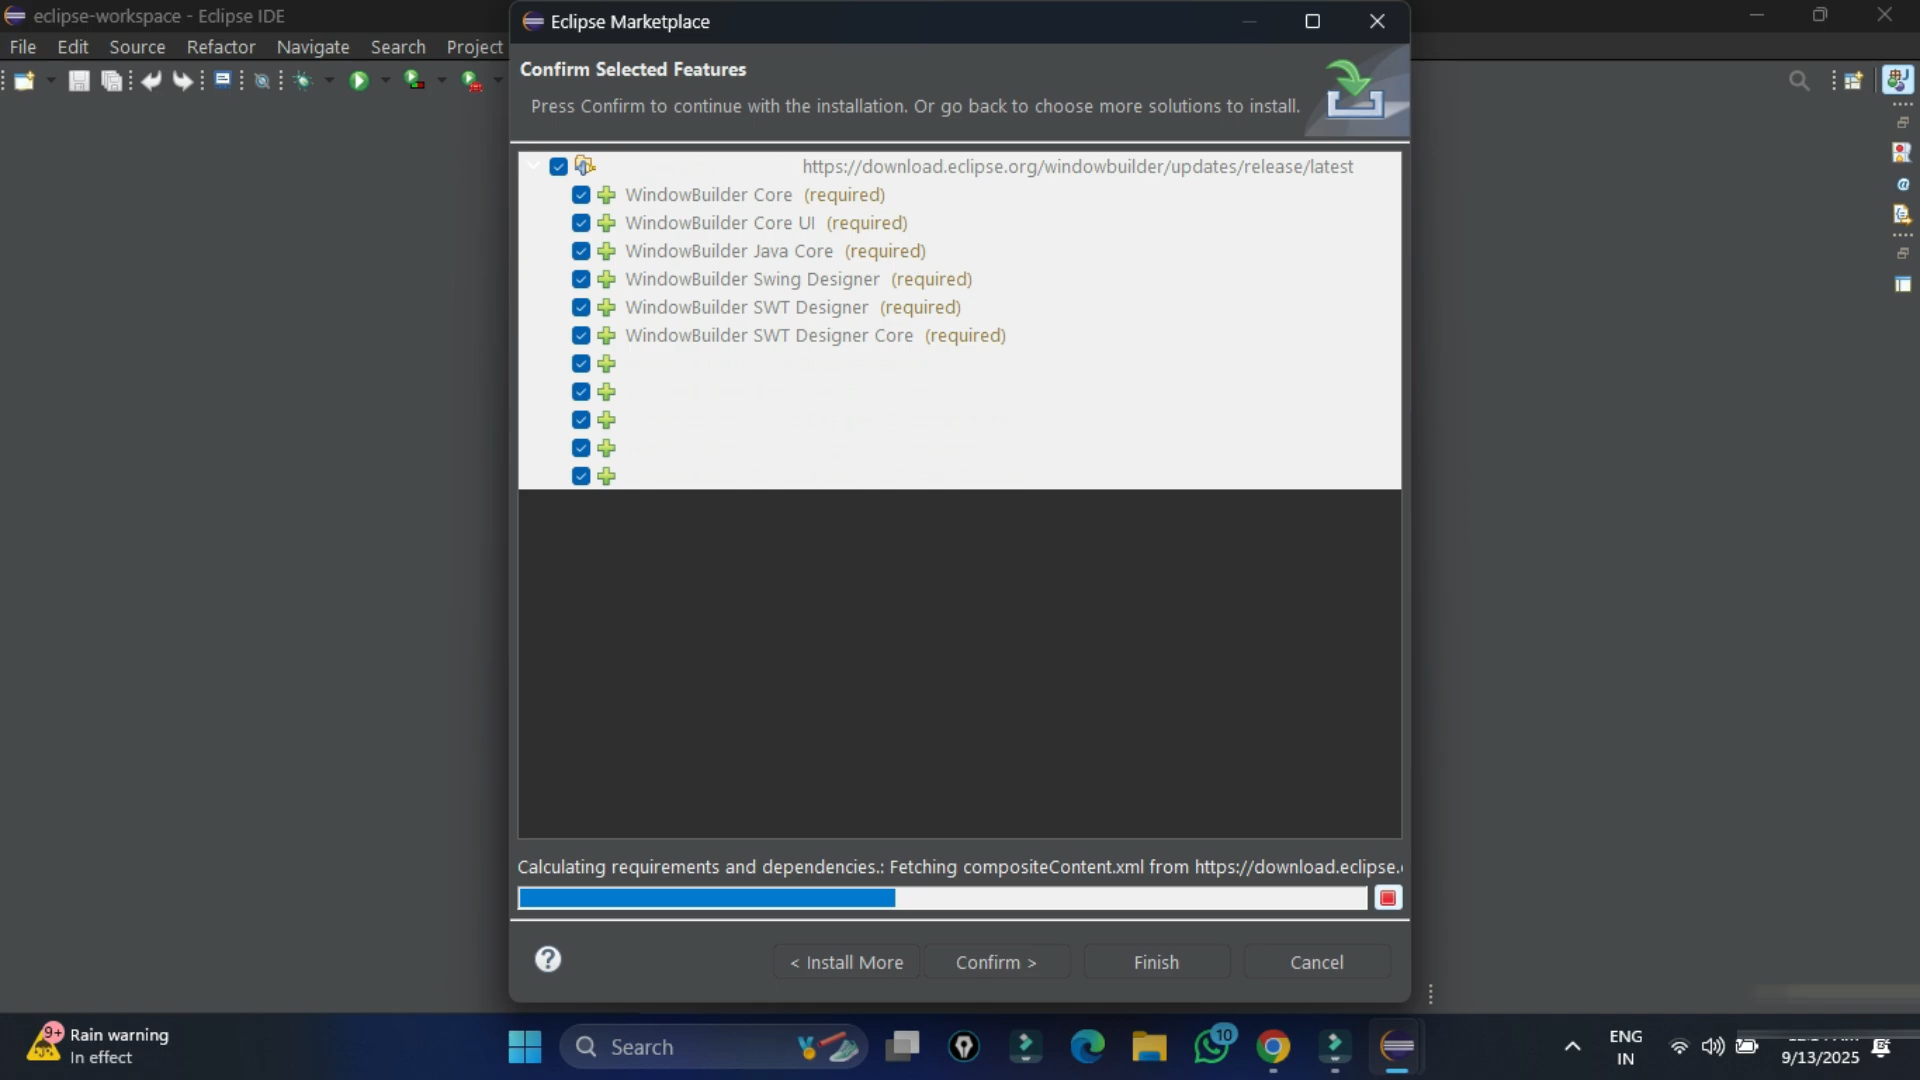 eclipse-workspace - Eclipse IDE
File Edit Source Refactor Navigate Search Project
Eclipse Marketplace
Confirm Selected Features
Press Confirm to continue with the installation. Or go back to choose more solutions to install.
https://download.eclipse.org/windowbuilder/updates/release/latest
WindowBuilder Core (required)
WindowBuilder Core UI (required)
WindowBuilder Java Core (required)
WindowBuilder Swing Designer (required)
WindowBuilder SWT Designer (required)
WindowBuilder SWT Designer Core (required)
Calculating requirements and dependencies.: Fetching compositeContent.xml from https://download.eclipse.
< Install More Confirm > Finish Cancel
9+ Rain warning
In effect
Search
10
ENG
IN
9/13/2025